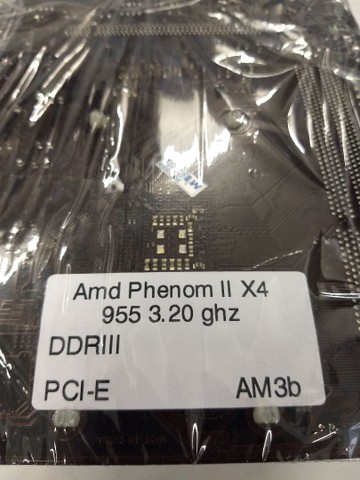 Amd Phenom II X4
955 3.20 ghz
DDRIII
PCI-E AM3b